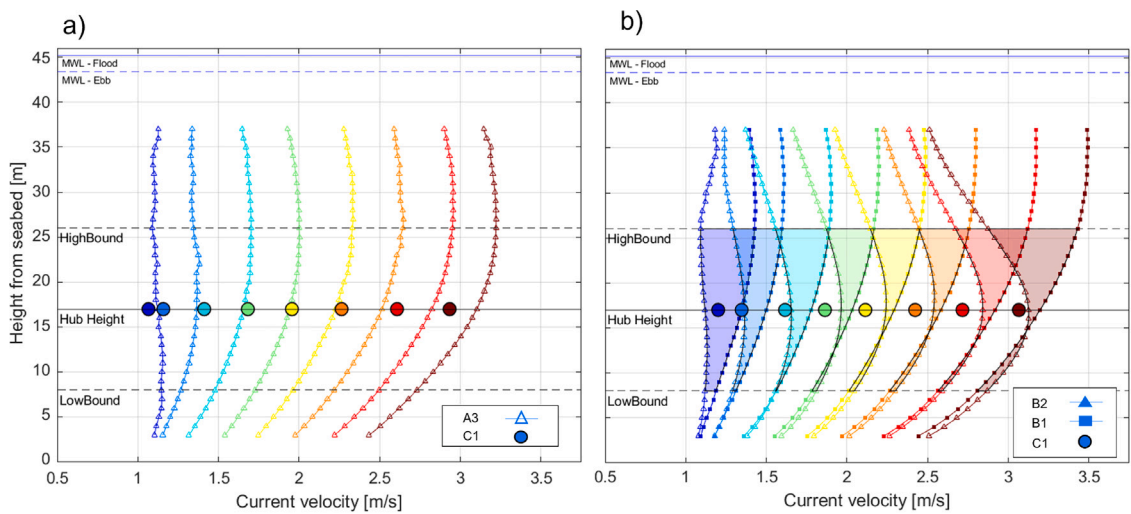 a)
Height from seabed [m]
45
40
35
30
25
20
15
10
5
0
MWL - Flood
MWL - Ebb
HighBound
Hub Height
LowBound
A3
C1
0.5
1
1.5
2
2.5
3
3.5
Current velocity [m/s]
b)
MWL - Flood
MWL - Ebb
HighBound
Hub Height
LowBound
B2
B1
C1
0.5
1
1.5
2
2.5
3
3.5
Current velocity [m/s]